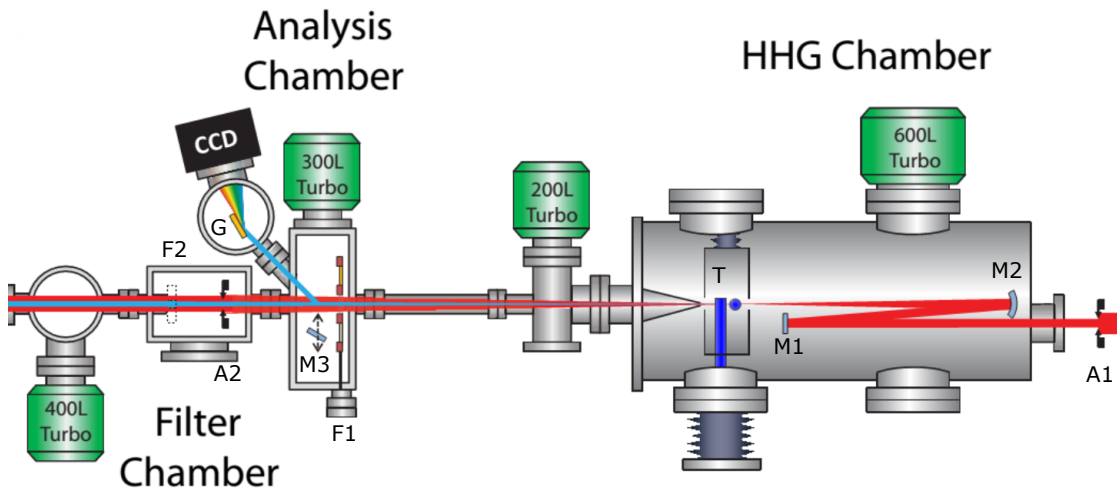 Analysis
Chamber
HHG Chamber
CCD
300L
Turbo
600L
Turbo
200L
Turbo
G
F2
T
M2
M3
M1
A2
A1
F1
400L
Turbo
Filter
Chamber